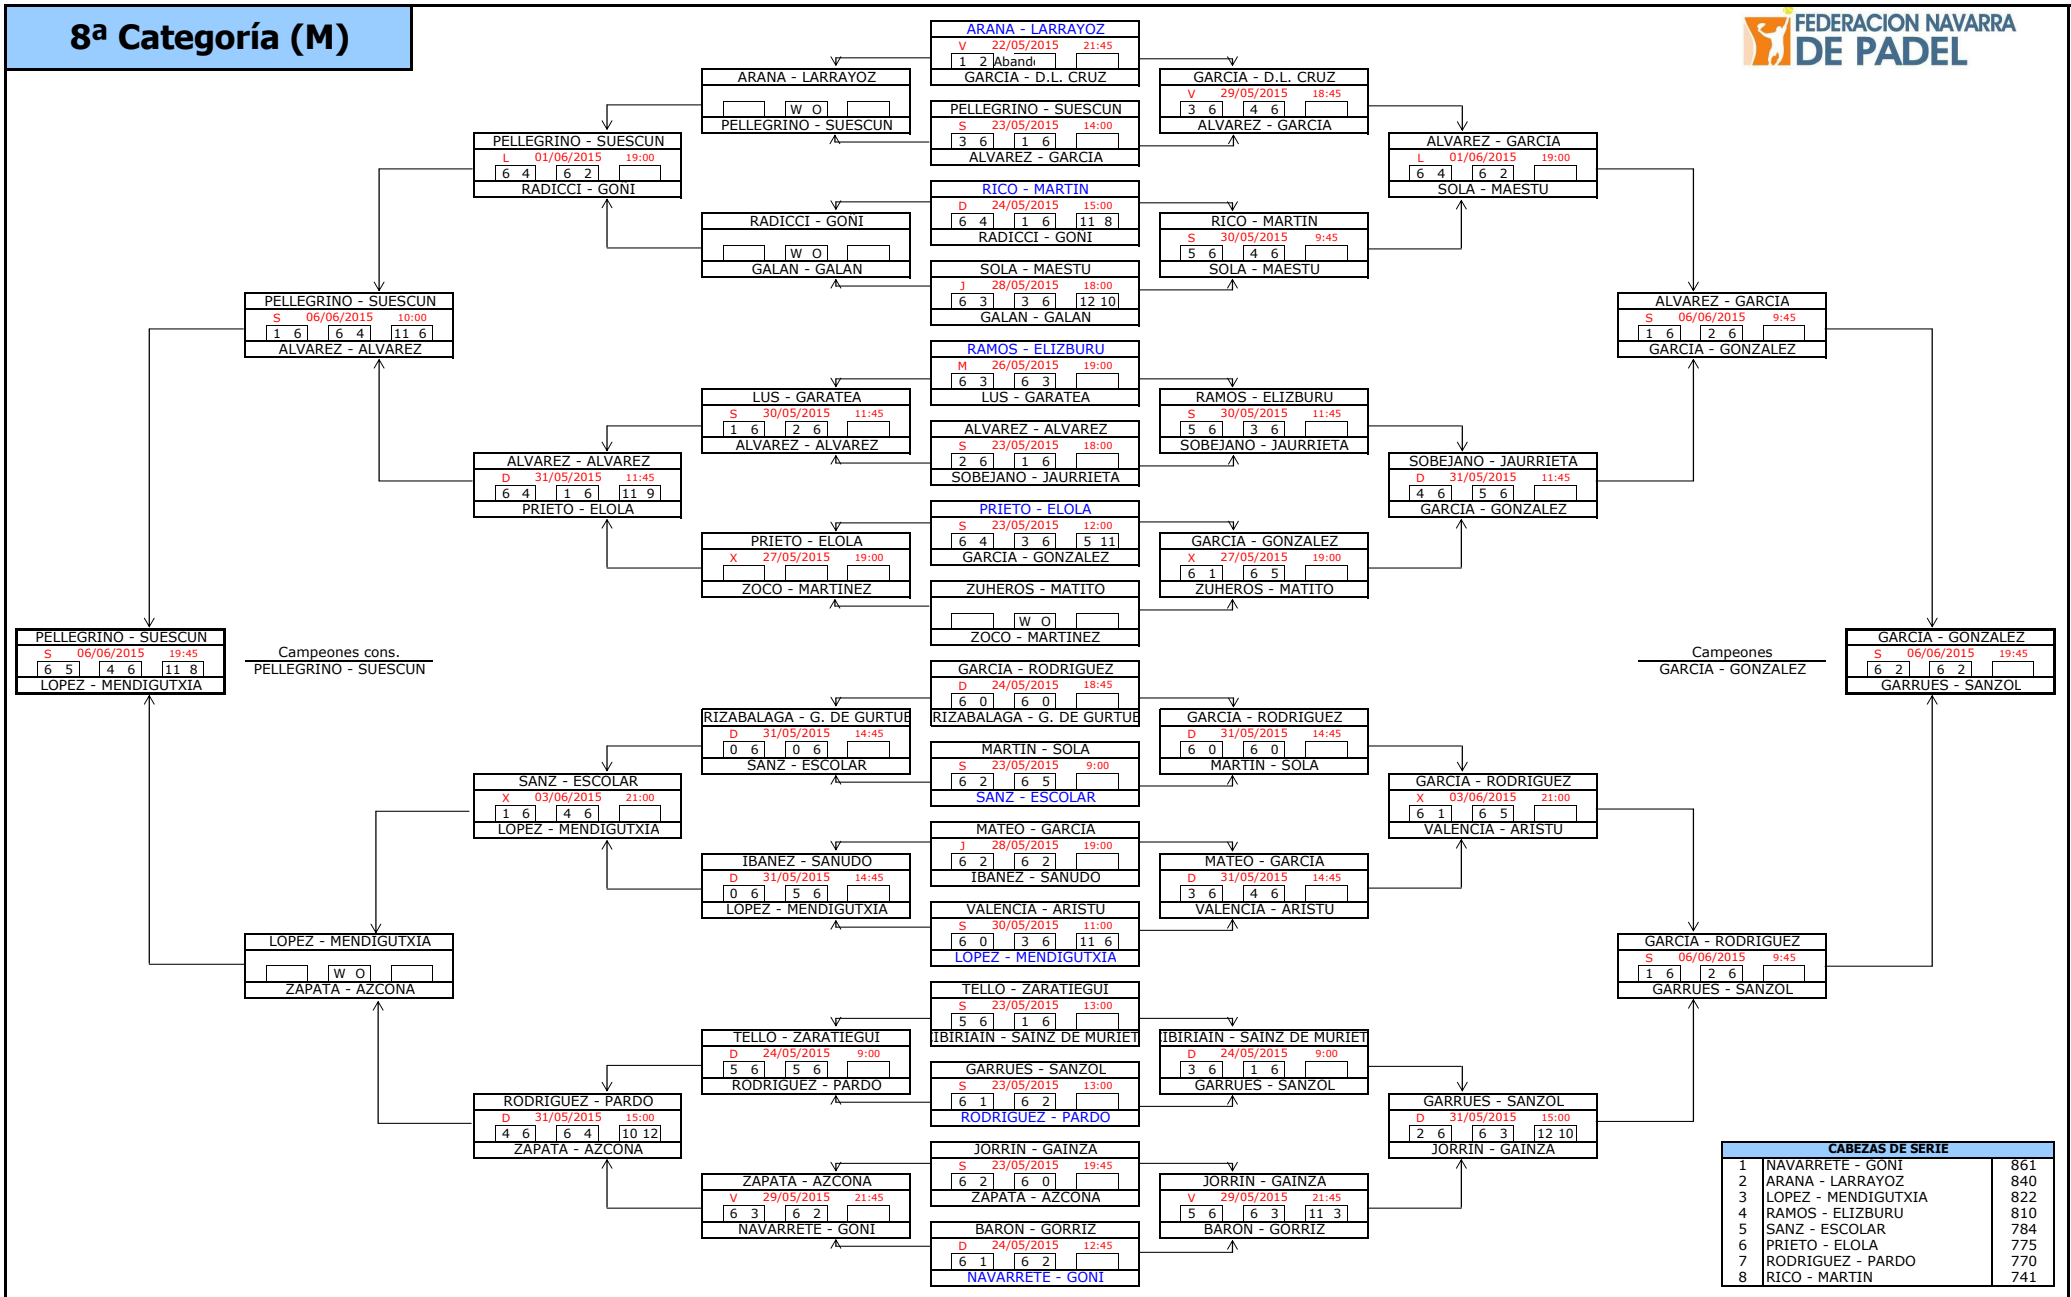 8ª Categoría (M)
FEDERACION NAVARRA
DE PADEL
PELLEGRINO - SUESCUN
S 06/06/2015 19:45
6 5 4 6 11 8
LOPEZ - MENDIGUTXIA
Campeones cons.
PELLEGRINO - SUESCUN
PELLEGRINO - SUESCUN
S 06/06/2015 10:00
1 6 6 4 11 6
ALVAREZ - ALVAREZ
LOPEZ - MENDIGUTXIA
W O
ZAPATA - AZCONA
PELLEGRINO - SUESCUN
L 01/06/2015 19:00
6 4 6 2
RADICCI - GOÑI
ALVAREZ - ALVAREZ
D 31/05/2015 11:45
6 4 1 6 11 9
PRIETO - ELOLA
SANZ - ESCOLAR
X 03/06/2015 21:00
1 6 4 6
LOPEZ - MENDIGUTXIA
RODRIGUEZ - PARDO
D 31/05/2015 15:00
4 6 6 4 10 12
ZAPATA - AZCONA
ARANA - LARRAYOZ
W O
PELLEGRINO - SUESCUN
RADICCI - GOÑI
W O
GALAN - GALAN
LUS - GARATEA
S 30/05/2015 11:45
1 6 2 6
ALVAREZ - ALVAREZ
PRIETO - ELOLA
X 27/05/2015 19:00
ZOCO - MARTINEZ
RIZABALAGA - G. DE GURTUB
D 31/05/2015 14:45
0 6 0 6
SANZ - ESCOLAR
IBAÑEZ - SAÑUDO
D 31/05/2015 14:45
0 6 5 6
LOPEZ - MENDIGUTXIA
TELLO - ZARATIEGUI
D 24/05/2015 9:00
5 6 5 6
RODRIGUEZ - PARDO
ZAPATA - AZCONA
V 29/05/2015 21:45
6 3 6 2
NAVARRETE - GOÑI
ARANA - LARRAYOZ
V 22/05/2015 21:45
1 2 Aband
GARCIA - D.L. CRUZ
PELLEGRINO - SUESCUN
S 23/05/2015 14:00
3 6 1 6
ALVAREZ - GARCIA
RICO - MARTIN
D 24/05/2015 15:00
6 4 1 6 11 8
RADICCI - GOÑI
SOLA - MAESTU
J 28/05/2015 18:00
6 3 3 6 12 10
GALAN - GALAN
RAMOS - ELIZBURU
M 26/05/2015 19:00
6 3 6 3
LUS - GARATEA
ALVAREZ - ALVAREZ
S 23/05/2015 18:00
2 6 1 6
SOBEJANO - JAURRIETA
PRIETO - ELOLA
S 23/05/2015 12:00
6 4 3 6 5 11
GARCIA - GONZALEZ
ZUHEROS - MATITO
W O
ZOCO - MARTINEZ
GARCIA - RODRIGUEZ
D 24/05/2015 18:45
6 0 6 0
RIZABALAGA - G. DE GURTUB
MARTIN - SOLA
S 23/05/2015 9:00
6 2 6 5
SANZ - ESCOLAR
MATEO - GARCIA
J 28/05/2015 19:00
6 2 6 2
IBAÑEZ - SAÑUDO
VALENCIA - ARISTU
S 30/05/2015 11:00
6 0 3 6 11 6
LOPEZ - MENDIGUTXIA
TELLO - ZARATIEGUI
S 23/05/2015 13:00
5 6 1 6
IBIRIAIN - SAINZ DE MURIET
GARRUES - SANZOL
S 23/05/2015 13:00
6 1 6 2
RODRIGUEZ - PARDO
JORRIN - GAINZA
S 23/05/2015 19:45
6 2 6 0
ZAPATA - AZCONA
BARON - GORRIZ
D 24/05/2015 12:45
6 1 6 2
NAVARRETE - GOÑI
GARCIA - D.L. CRUZ
V 29/05/2015 18:45
3 6 4 6
ALVAREZ - GARCIA
RICO - MARTIN
S 30/05/2015 9:45
5 6 4 6
SOLA - MAESTU
RAMOS - ELIZBURU
S 30/05/2015 11:45
5 6 3 6
SOBEJANO - JAURRIETA
GARCIA - GONZALEZ
X 27/05/2015 19:00
6 1 6 5
ZUHEROS - MATITO
GARCIA - RODRIGUEZ
D 31/05/2015 14:45
6 0 6 0
MARTIN - SOLA
MATEO - GARCIA
D 31/05/2015 14:45
3 6 4 6
VALENCIA - ARISTU
IBIRIAIN - SAINZ DE MURIET
D 24/05/2015 9:00
3 6 1 6
GARRUES - SANZOL
JORRIN - GAINZA
V 29/05/2015 21:45
5 6 6 3 11 3
BARON - GORRIZ
ALVAREZ - GARCIA
L 01/06/2015 19:00
6 4 6 2
SOLA - MAESTU
SOBEJANO - JAURRIETA
D 31/05/2015 11:45
4 6 5 6
GARCIA - GONZALEZ
GARCIA - RODRIGUEZ
X 03/06/2015 21:00
6 1 6 5
VALENCIA - ARISTU
GARRUES - SANZOL
D 31/05/2015 15:00
2 6 6 3 12 10
JORRIN - GAINZA
ALVAREZ - GARCIA
S 06/06/2015 9:45
1 6 2 6
GARCIA - GONZALEZ
GARCIA - RODRIGUEZ
S 06/06/2015 9:45
1 6 2 6
GARRUES - SANZOL
Campeones
GARCIA - GONZALEZ
GARCIA - GONZALEZ
S 06/06/2015 19:45
6 2 6 2
GARRUES - SANZOL
CABEZAS DE SERIE
1 NAVARRETE - GOÑI 861
2 ARANA - LARRAYOZ 840
3 LOPEZ - MENDIGUTXIA 822
4 RAMOS - ELIZBURU 810
5 SANZ - ESCOLAR 784
6 PRIETO - ELOLA 775
7 RODRIGUEZ - PARDO 770
8 RICO - MARTIN 741